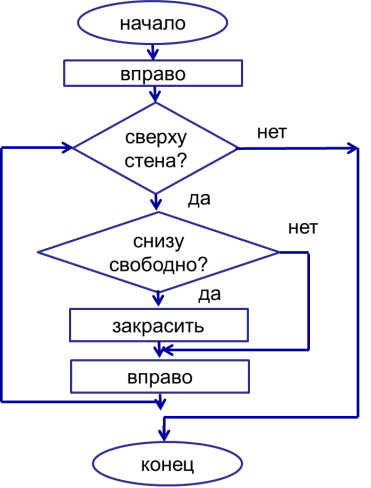 начало
вправо
сверху
стена?
нет
да
снизу
свободно?
нет
да
закрасить
вправо
конец